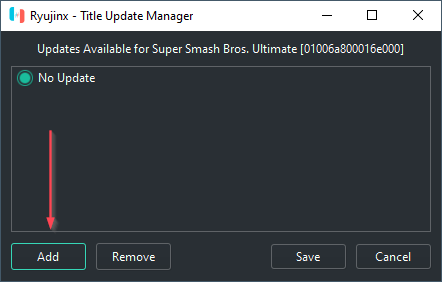 Ryujinx - Title Update Manager
Updates Available for Super Smash Bros. Ultimate [01006a800016e000]
No Update
Add
Remove
Save
Cancel